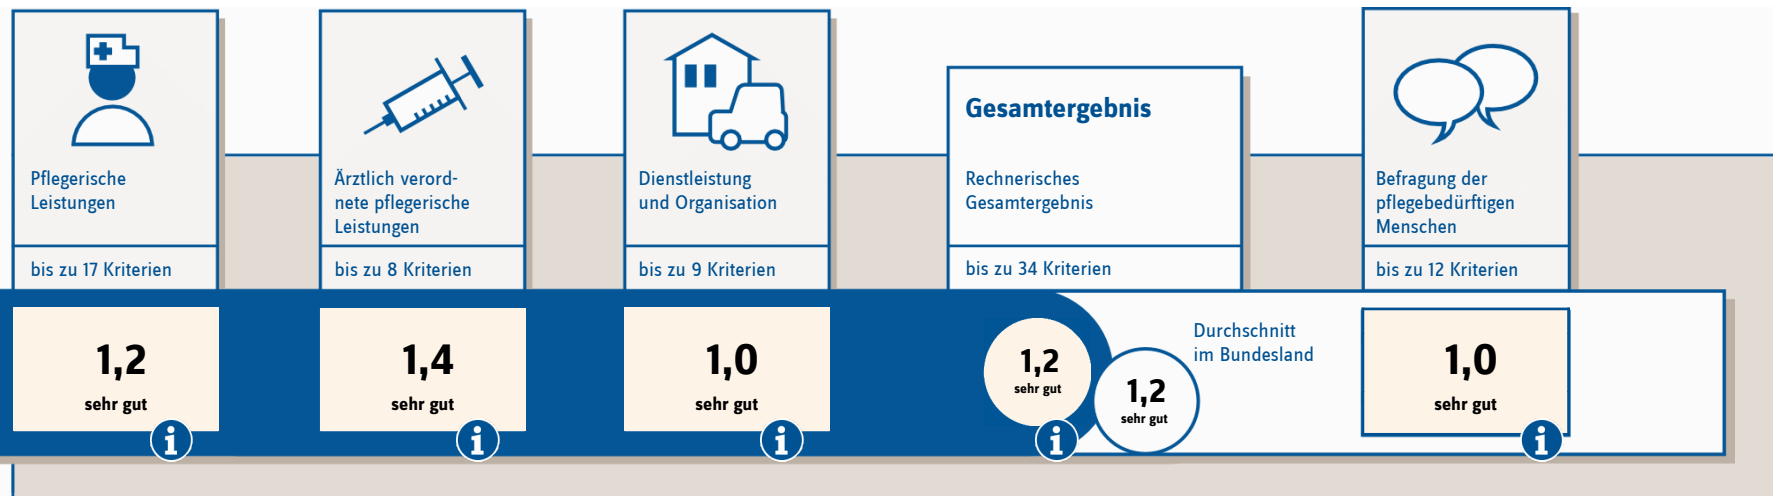 Pflegerische
Leistungen
bis zu 17 Kriterien
1,2
sehr gut
i
Ärztlich verord-
nete pflegerische
Leistungen
bis zu 8 Kriterien
1,4
sehr gut
i
Dienstleistung
und Organisation
bis zu 9 Kriterien
1,0
sehr gut
i
Gesamtergebnis
Rechnerisches
Gesamtergebnis
bis zu 34 Kriterien
1,2
sehr gut
i
1,2
sehr gut
Durchschnitt
im Bundesland
Befragung der
pflegebedürftigen
Menschen
bis zu 12 Kriterien
1,0
sehr gut
i